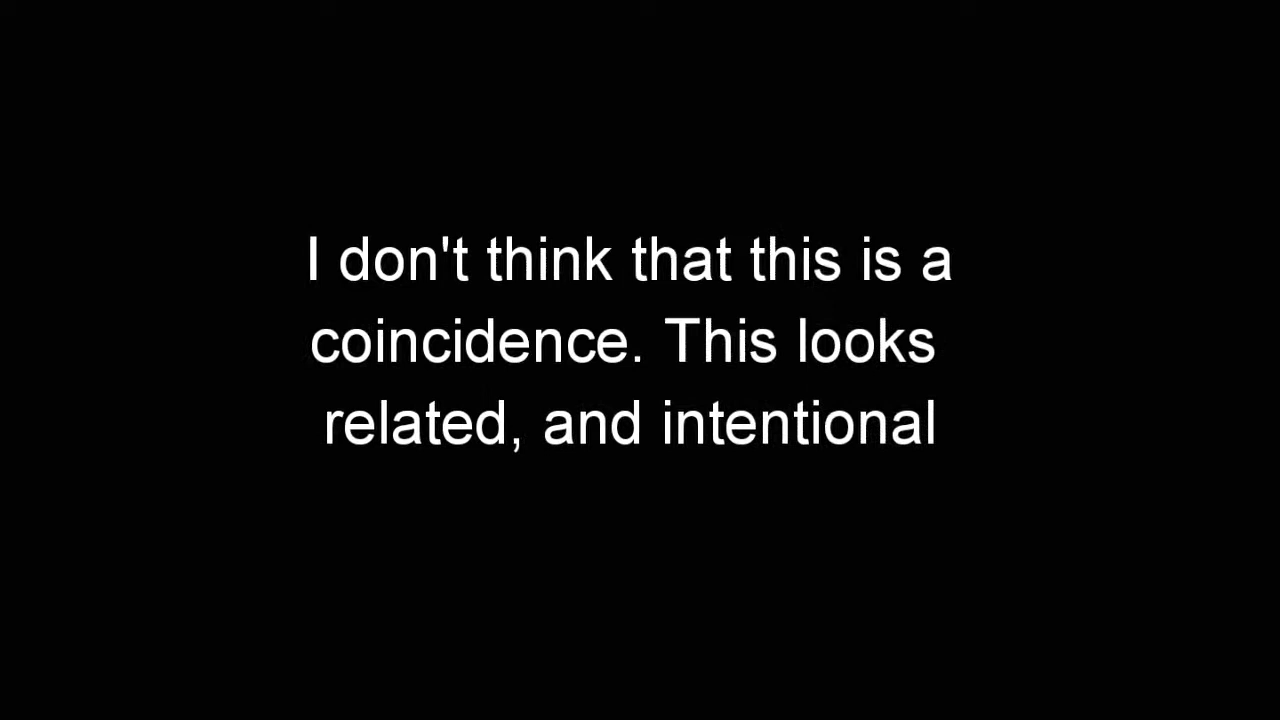 I don't think that this is a
coincidence. This looks
related, and intentional